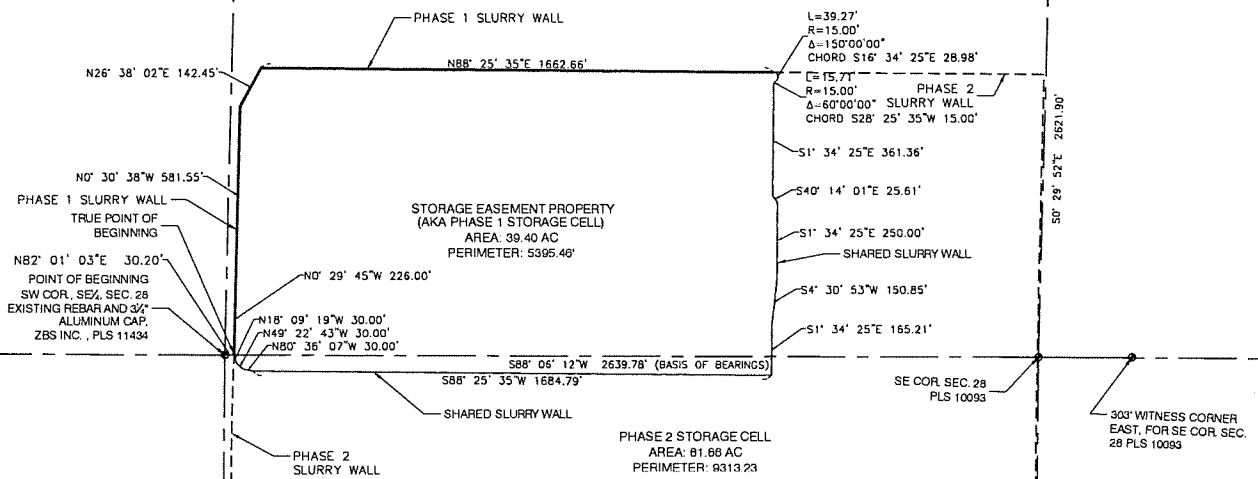 PHASE 1 SLURRY WALL
N26° 38' 02"E 142.45'
N88° 25' 35"E 1662.66'
L=39.27'
R=15.00'
Δ=150°00'00"
CHORD S16° 34' 25"E 28.98'
L=15.71'
R=15.00'
Δ=60°00'00"
CHORD S28° 25' 35"W 15.00'
PHASE 2
SLURRY WALL
S0° 29' 52"E 2621.90'
N0° 30' 38"W 581.55'
PHASE 1 SLURRY WALL
TRUE POINT OF
BEGINNING
N82° 01' 03"E 30.20'
POINT OF BEGINNING
SW COR., SE¼, SEC. 28
EXISTING REBAR AND 3¼"
ALUMINUM CAP,
ZBS INC., PLS 11434
STORAGE EASEMENT PROPERTY
(AKA PHASE 1 STORAGE CELL)
AREA: 39.40 AC
PERIMETER: 5395.46'
S1° 34' 25"E 361.36'
S40° 14' 01"E 25.61'
S1° 34' 25"E 250.00'
SHARED SLURRY WALL
S4° 30' 53"W 150.85'
S1° 34' 25"E 165.21'
N0° 29' 45"W 226.00'
N18° 09' 19"W 30.00'
N49° 22' 43"W 30.00'
N80° 36' 07"W 30.00'
S88° 06' 12"W 2639.78' (BASIS OF BEARINGS)
S88° 25' 35"W 1684.79'
SHARED SLURRY WALL
SE COR. SEC. 28
PLS 10093
303' WITNESS CORNER
EAST, FOR SE COR. SEC.
28 PLS 10093
PHASE 2
SLURRY WALL
PHASE 2 STORAGE CELL
AREA: 81.66 AC
PERIMETER: 9313.23